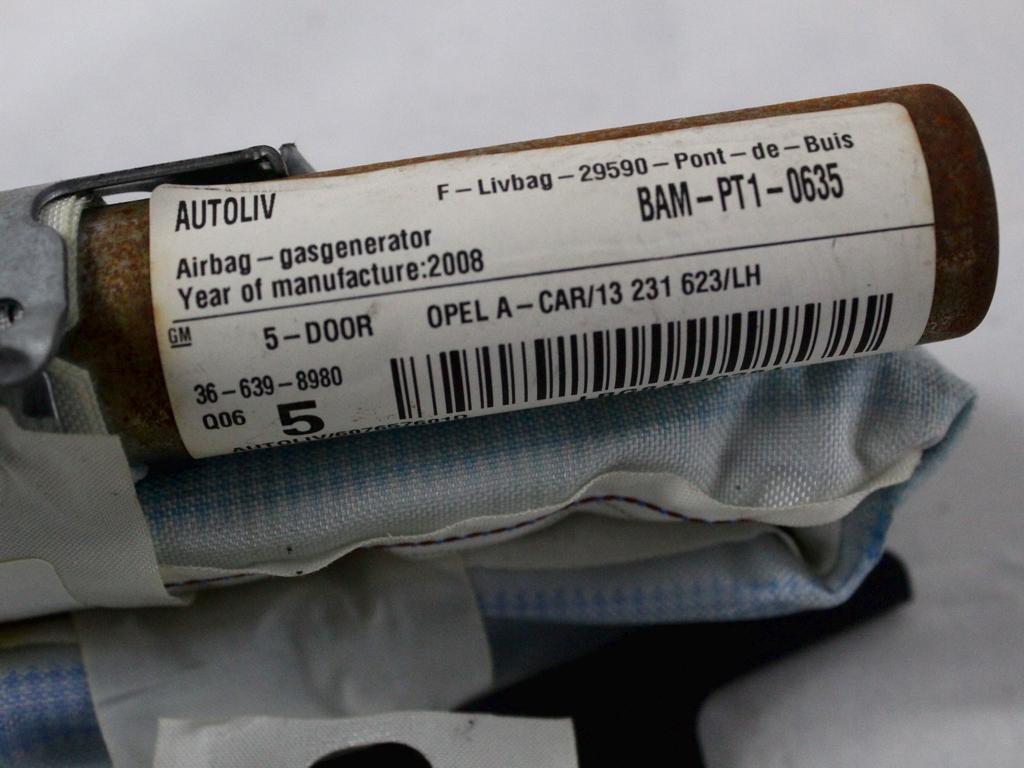 F-Livbag-29590-Pont-de-Buis
AUTOLIV
BAM-PT1-0635
Airbag-gasgenerator
Year of manufacture:2008
GM
5-DOOR
OPEL A-CAR/13 231 623/LH
36-639-8980
Q06
5